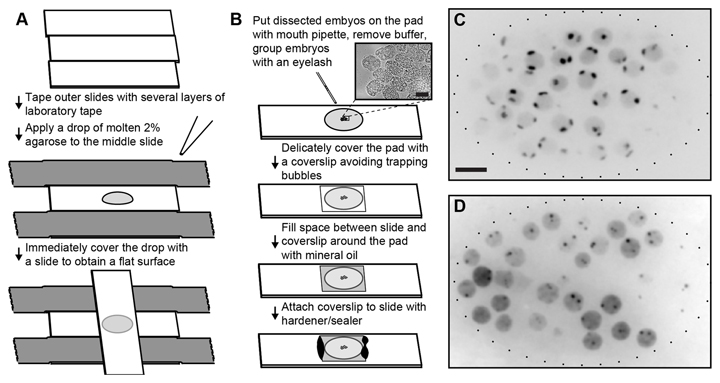 A
Tape outer slides with several layers of
laboratory tape
Apply a drop of molten 2%
agarose to the middle slide
Immediately cover the drop with
a slide to obtain a flat surface
B
Put dissected embyos on the pad
with mouth pipette, remove buffer,
group embryos
with an eyelash
Delicately cover the pad with
a coverslip avoiding trapping
bubbles
Fill space between slide and
coverslip around the pad
with mineral oil
Attach coverslip to slide with
hardener/sealer
C
D